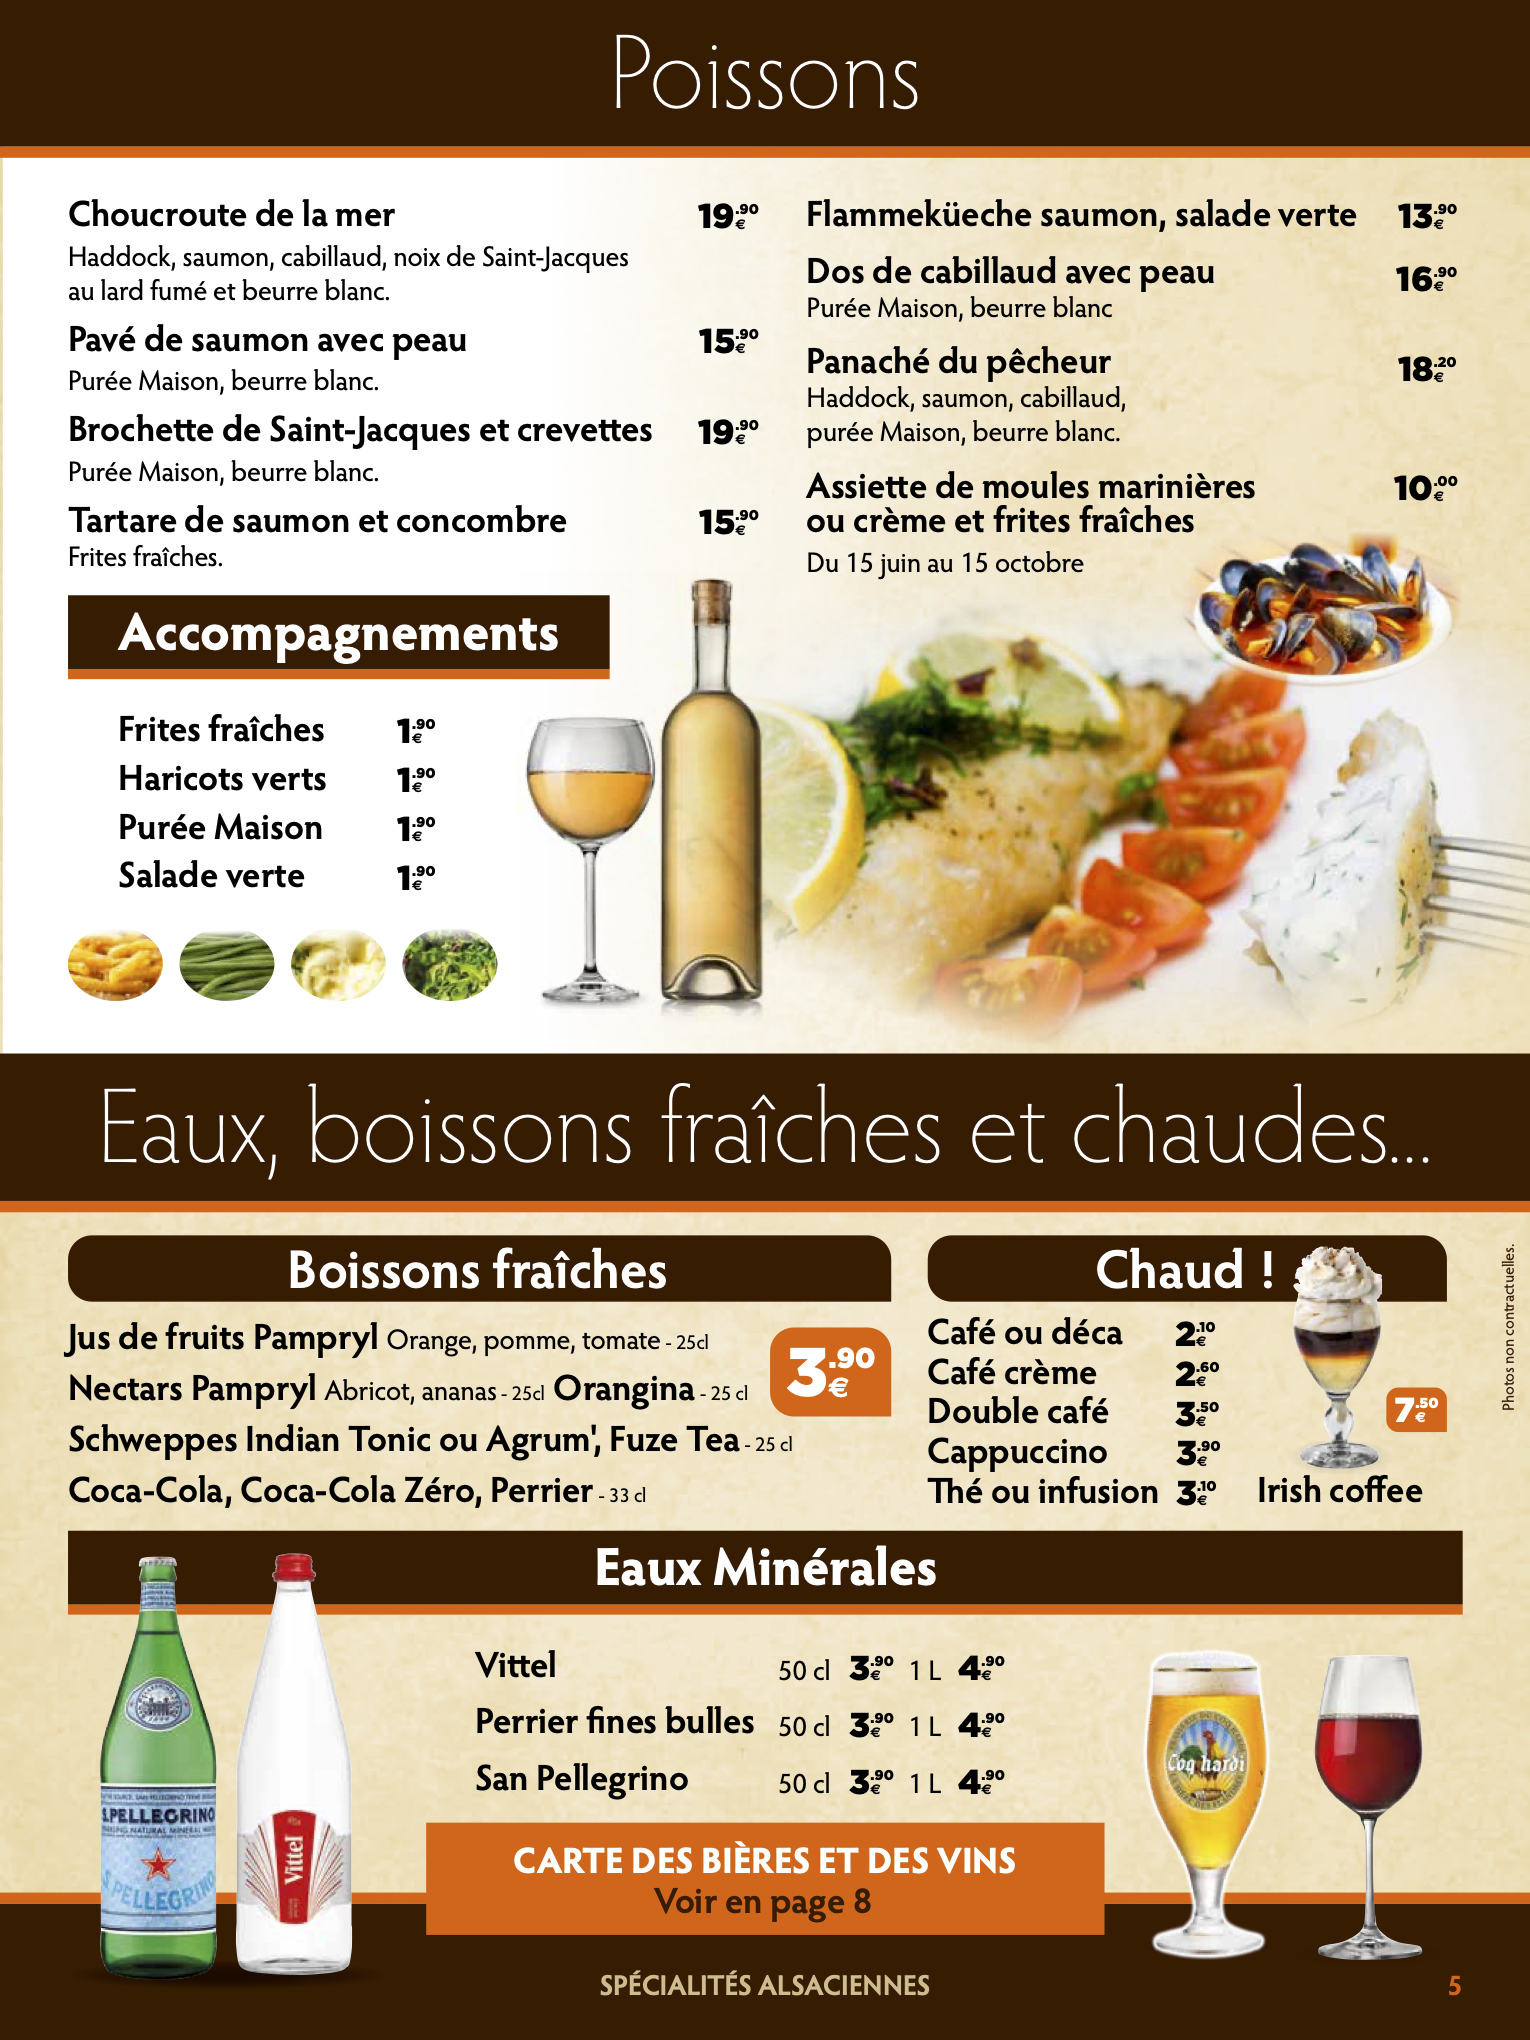 Poissons
Choucroute de la mer 19.90€
Haddock, saumon, cabillaud, noix de Saint-Jacques
au lard fumé et beurre blanc.
Pavé de saumon avec peau 15.90€
Purée Maison, beurre blanc.
Brochette de Saint-Jacques et crevettes 19.90€
Purée Maison, beurre blanc.
Tartare de saumon et concombre 15.90€
Frites fraîches.
Flammeküeche saumon, salade verte 13.90€
Dos de cabillaud avec peau 16.90€
Purée Maison, beurre blanc
Panaché du pêcheur 18.20€
Haddock, saumon, cabillaud,
purée Maison, beurre blanc.
Assiette de moules marinières 10.00€
ou crème et frites fraîches
Du 15 juin au 15 octobre
Accompagnements
Frites fraîches 1.90€
Haricots verts 1.90€
Purée Maison 1.90€
Salade verte 1.90€
Eaux, boissons fraîches et chaudes...
Boissons fraîches
Jus de fruits Pampryl Orange, pomme, tomate - 25cl
Nectars Pampryl Abricot, ananas - 25cl Orangina - 25 cl
3.90€
Schweppes Indian Tonic ou Agrum', Fuze Tea - 25 cl
Coca-Cola, Coca-Cola Zéro, Perrier - 33 cl
Chaud !
Café ou déca 2.10€
Café crème 2.60€
Double café 3.50€
Cappuccino 3.90€
Thé ou infusion 3.10€
7.50€
Irish coffee
Photos non contractuelles.
Eaux Minérales
Vittel 50 cl 3.90€ 1 L 4.90€
Perrier fines bulles 50 cl 3.90€ 1 L 4.90€
San Pellegrino 50 cl 3.90€ 1 L 4.90€
S.PELLEGRINO
S.PELLEGRINO
Vittel
Coq hardi
CARTE DES BIÈRES ET DES VINS
Voir en page 8
SPÉCIALITÉS ALSACIENNES
5